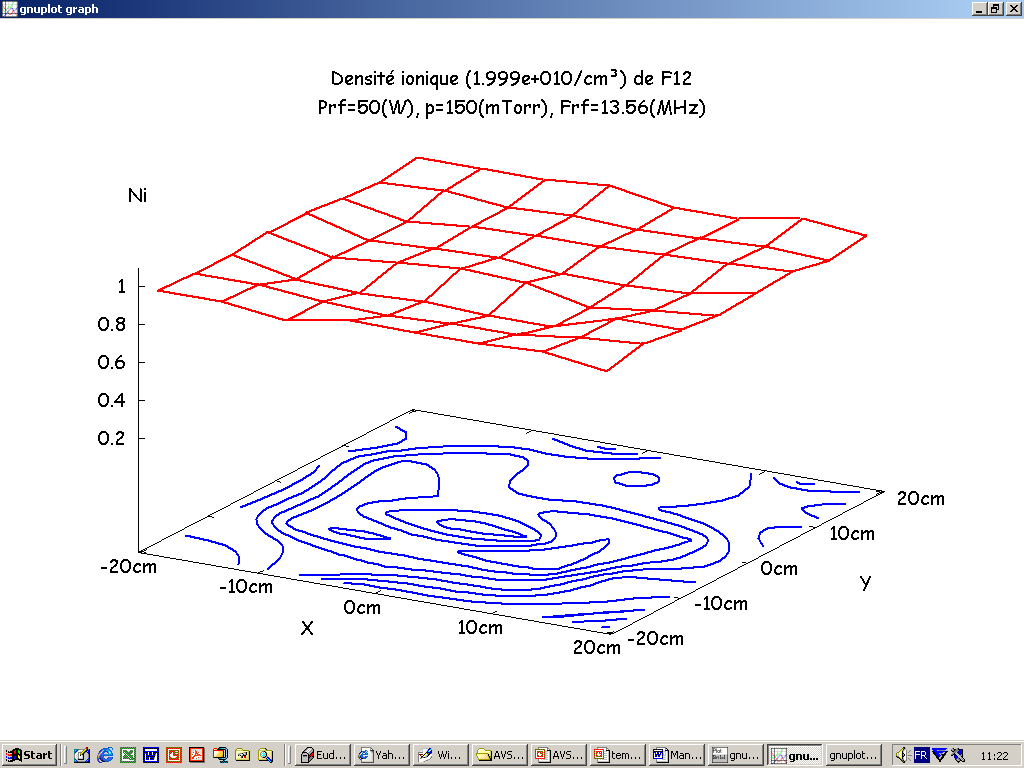 gnuplot graph
Densité ionique (1.999e+010/cm³) de F12
Prf=50(W), p=150(mTorr), Frf=13.56(MHz)
Ni
1
0.8
0.6
0.4
0.2
-20cm
-10cm
0cm
10cm
20cm
X
-20cm
-10cm
0cm
10cm
20cm
Y
Start
Eud...
Yah...
Wi...
AVS...
AVS...
tem...
Man...
gnu...
gnu...
gnuplot...
FR
11:22